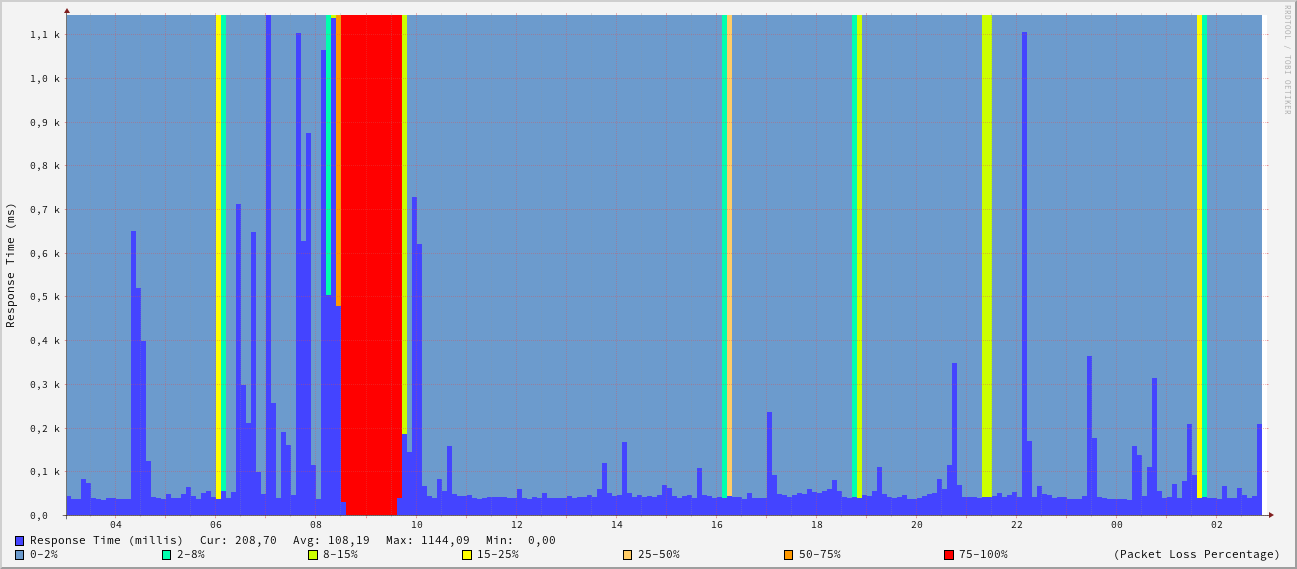 RRDTOOL / TOBI OETIKER
Response Time (ms)
1,1 k
1,0 k
0,9 k
0,8 k
0,7 k
0,6 k
0,5 k
0,4 k
0,3 k
0,2 k
0,1 k
0,0
04 06 08 10 12 14 16 18 20 22 00 02
Response Time (millis) Cur: 208,70 Avg: 108,19 Max: 1144,09 Min: 0,00
0-2% 2-8% 8-15% 15-25% 25-50% 50-75% 75-100% (Packet Loss Percentage)